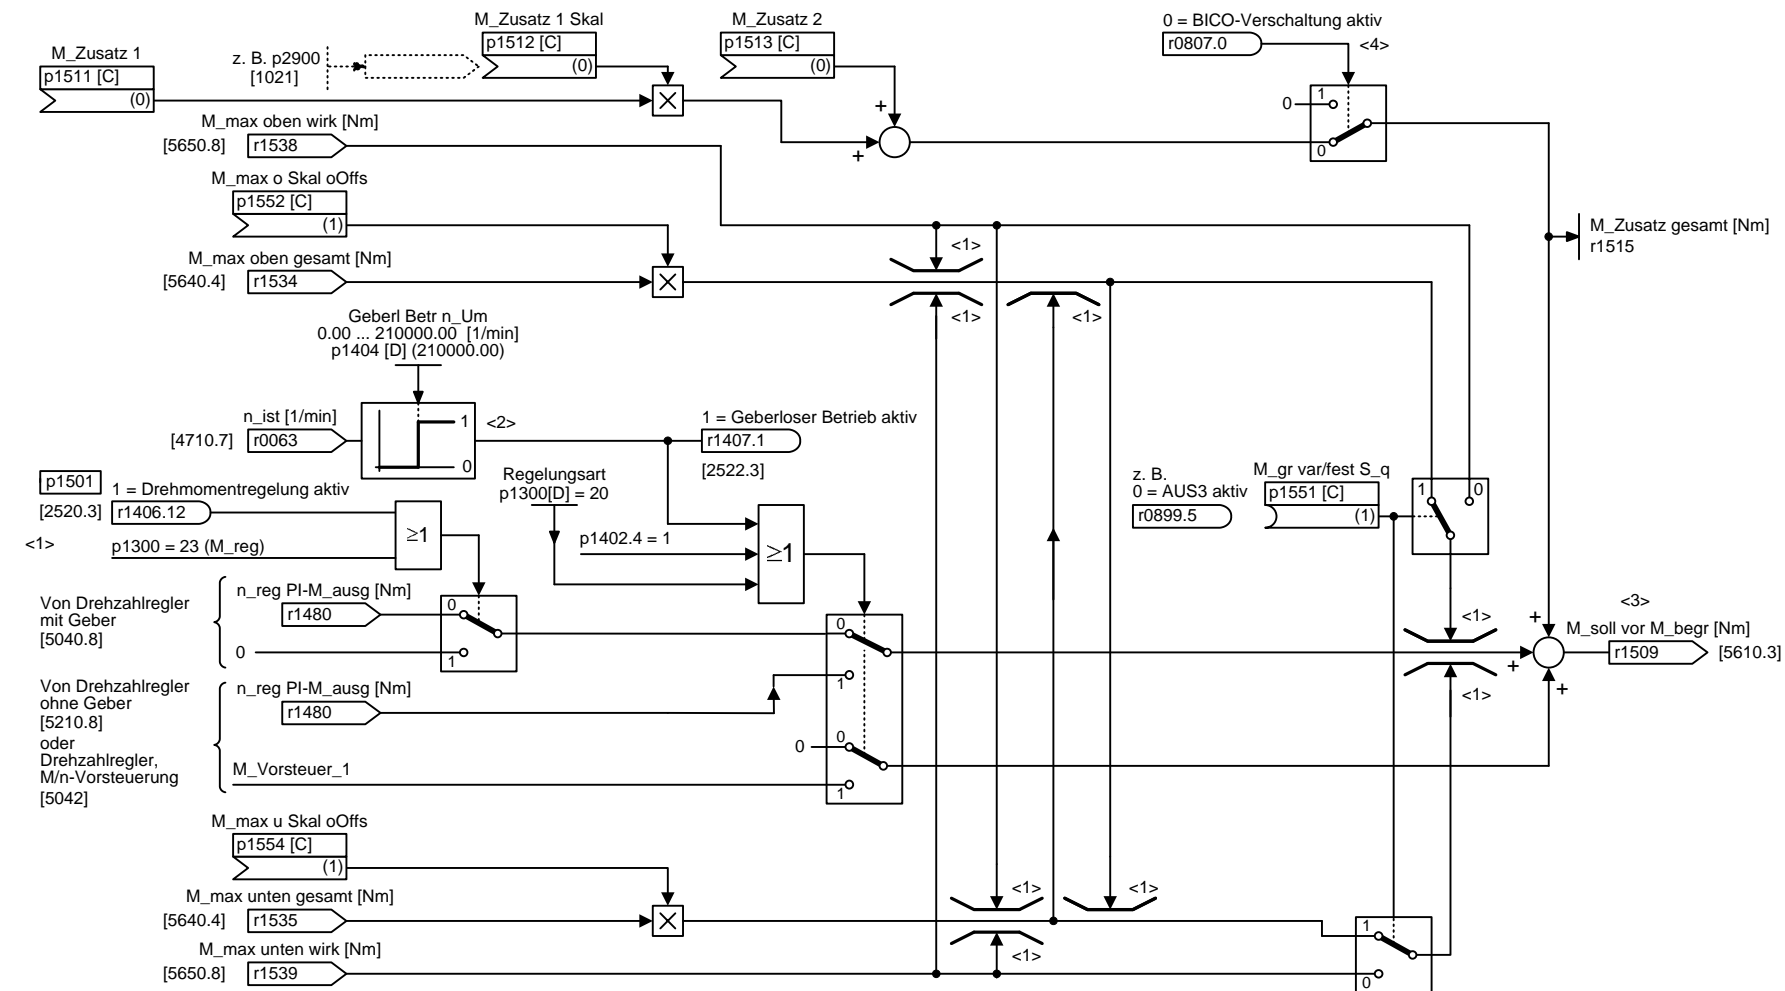 M_Zusatz 1 Skal
M_Zusatz 2
0 = BICO-Verschaltung aktiv
M_Zusatz 1
p1511 [C]
(0)
z. B. p2900
[1021]
p1512 [C]
(0)
p1513 [C]
(0)
r0807.0
<4>
1
0
0
+
+
M_max oben wirk [Nm]
[5650.8]
r1538
M_max o Skal oOffs
p1552 [C]
(1)
M_max oben gesamt [Nm]
[5640.4]
r1534
<1>
<1>
<1>
M_Zusatz gesamt [Nm]
r1515
Geberl Betr n_Um
0.00 ... 210000.00 [1/min]
p1404 [D] (210000.00)
n_ist [1/min]
[4710.7]
r0063
1
0
<2>
1 = Geberloser Betrieb aktiv
r1407.1
[2522.3]
p1501
1 = Drehmomentregelung aktiv
[2520.3]
r1406.12
<1>
p1300 = 23 (M_reg)
≥1
Regelungsart
p1300[D] = 20
p1402.4 = 1
≥1
z. B.
0 = AUS3 aktiv
r0899.5
M_gr var/fest S_q
p1551 [C]
(1)
1
0
Von Drehzahlregler
mit Geber
[5040.8]
n_reg PI-M_ausg [Nm]
r1480
0
0
1
0
1
<1>
<1>
+
+
+
<3>
M_soll vor M_begr [Nm]
r1509
[5610.3]
Von Drehzahlregler
ohne Geber
[5210.8]
oder
Drehzahlregler,
M/n-Vorsteuerung
[5042]
n_reg PI-M_ausg [Nm]
r1480
M_Vorsteuer_1
0
0
1
M_max u Skal oOffs
p1554 [C]
(1)
M_max unten gesamt [Nm]
[5640.4]
r1535
<1>
<1>
<1>
M_max unten wirk [Nm]
[5650.8]
r1539
1
0